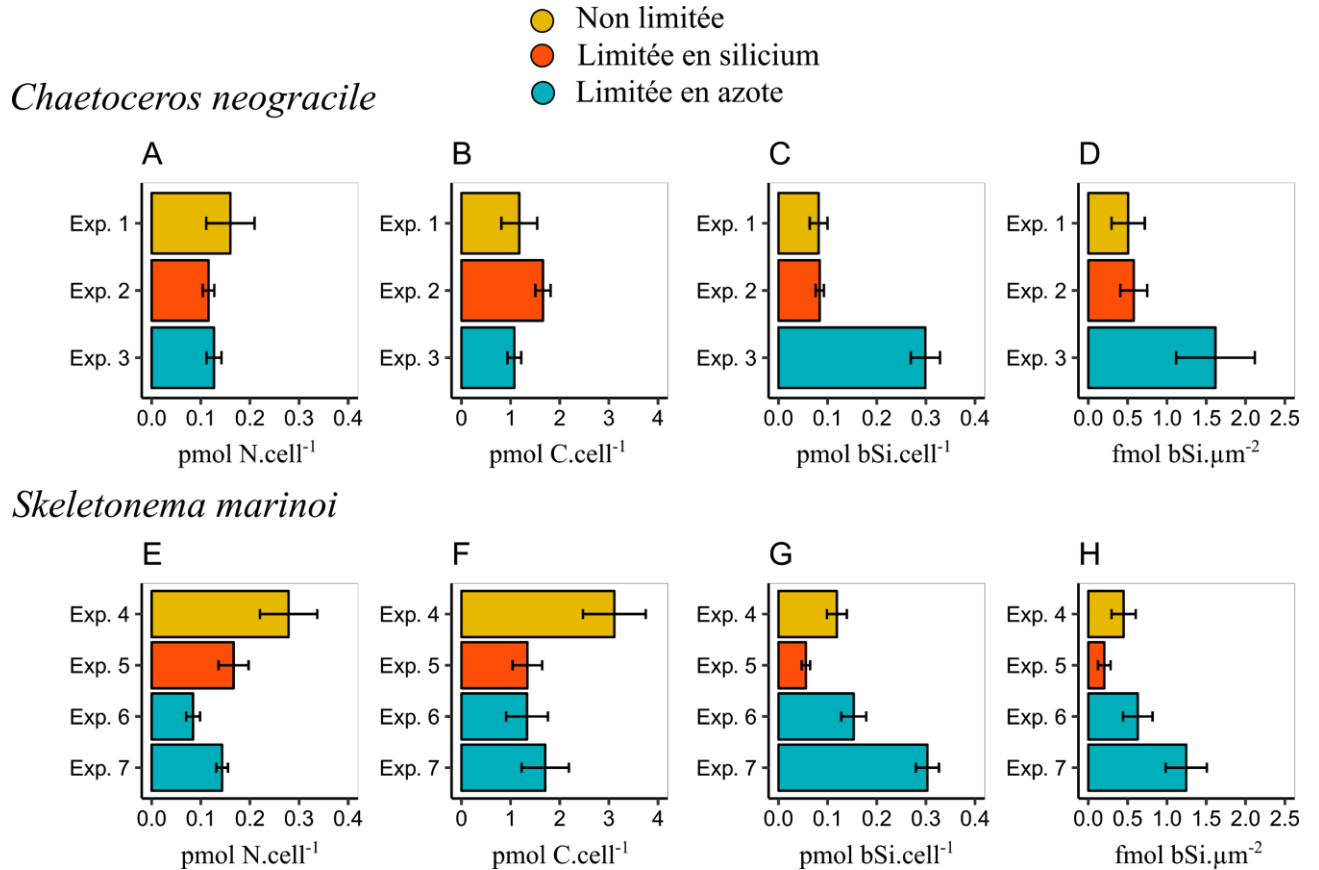 Non limitée
Limitée en silicium
Limitée en azote
Chaetoceros neogracile
A B C D
Exp. 1 Exp. 1 Exp. 1 Exp. 1
Exp. 2 Exp. 2 Exp. 2 Exp. 2
Exp. 3 Exp. 3 Exp. 3 Exp. 3
0.0 0.1 0.2 0.3 0.4 0 1 2 3 4 0.0 0.1 0.2 0.3 0.4 0.0 0.5 1.0 1.5 2.0 2.5
pmol N.cell⁻¹ pmol C.cell⁻¹ pmol bSi.cell⁻¹ fmol bSi.µm⁻²
Skeletonema marinoi
E F G H
Exp. 4 Exp. 4 Exp. 4 Exp. 4
Exp. 5 Exp. 5 Exp. 5 Exp. 5
Exp. 6 Exp. 6 Exp. 6 Exp. 6
Exp. 7 Exp. 7 Exp. 7 Exp. 7
0.0 0.1 0.2 0.3 0.4 0 1 2 3 4 0.0 0.1 0.2 0.3 0.4 0.0 0.5 1.0 1.5 2.0 2.5
pmol N.cell⁻¹ pmol C.cell⁻¹ pmol bSi.cell⁻¹ fmol bSi.µm⁻²